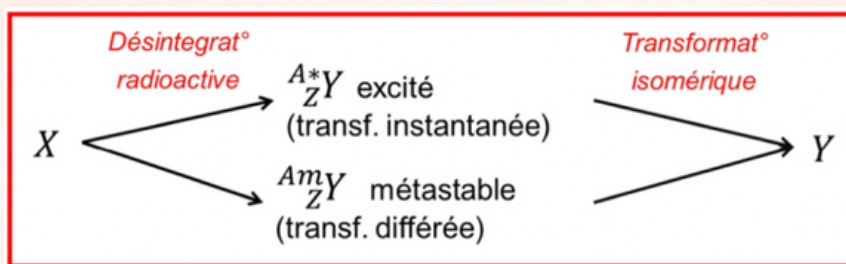 Désintegrat°
radioactive
Transformat°
isomérique
A*
Z Y excité
(transf. instantanée)
X
Y
Am
Z Y métastable
(transf. différée)